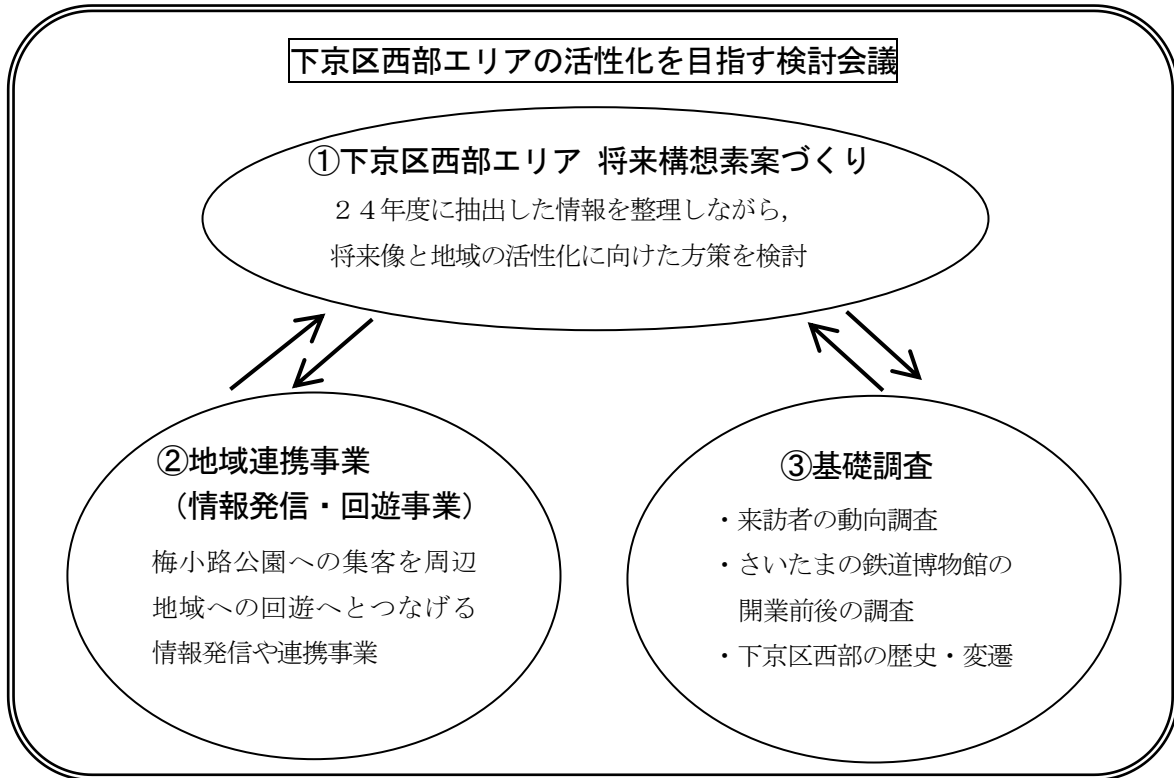 下京区西部エリアの活性化を目指す検討会議
①下京区西部エリア 将来構想素案づくり
２４年度に抽出した情報を整理しながら，
将来像と地域の活性化に向けた方策を検討
②地域連携事業
（情報発信・回遊事業）
梅小路公園への集客を周辺
地域への回遊へとつなげる
情報発信や連携事業
③基礎調査
・来訪者の動向調査
・さいたまの鉄道博物館の
開業前後の調査
・下京区西部の歴史・変遷